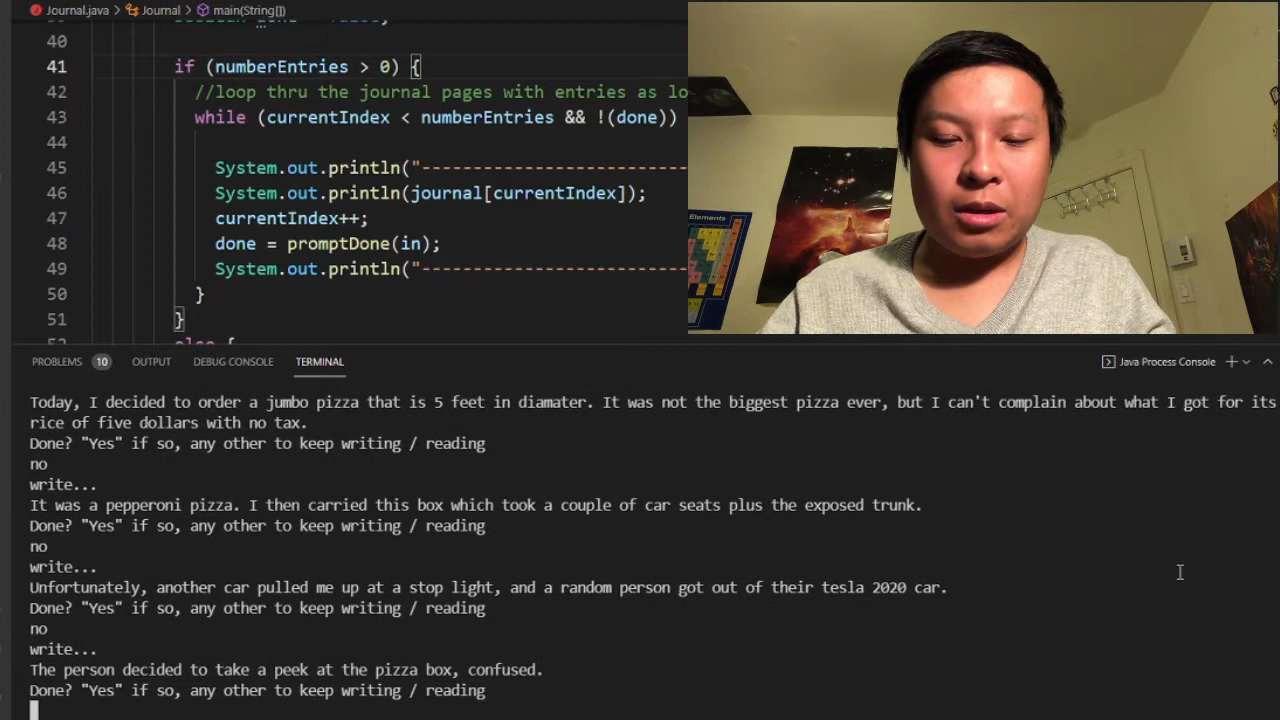 Journal.java > Journal > main(String[])
40
41 if (numberEntries > 0) {
42 //loop thru the journal pages with entries as lo
43 while (currentIndex < numberEntries && !(done))
44
45 System.out.println("--------------------------------
46 System.out.println(journal[currentIndex]);
47 currentIndex++;
48 done = promptDone(in);
49 System.out.println("--------------------------------
50 }
51 }
else {
Elements
PROBLEMS 10 OUTPUT DEBUG CONSOLE TERMINAL Java Process Console
Today, I decided to order a jumbo pizza that is 5 feet in diamater. It was not the biggest pizza ever, but I can't complain about what I got for its
rice of five dollars with no tax.
Done? "Yes" if so, any other to keep writing / reading
no
write...
It was a pepperoni pizza. I then carried this box which took a couple of car seats plus the exposed trunk.
Done? "Yes" if so, any other to keep writing / reading
no
write...
Unfortunately, another car pulled me up at a stop light, and a random person got out of their tesla 2020 car.
Done? "Yes" if so, any other to keep writing / reading
no
write...
The person decided to take a peek at the pizza box, confused.
Done? "Yes" if so, any other to keep writing / reading